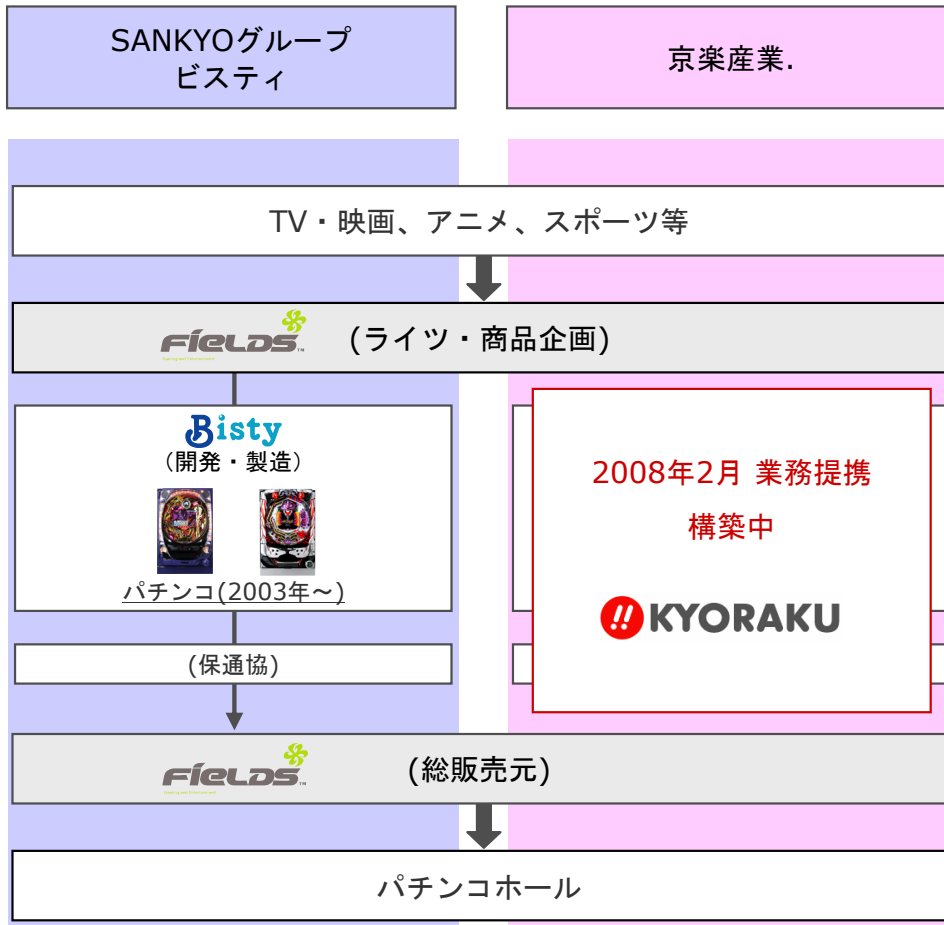 SANKYOグループ
ビスティ
京楽産業.
TV・映画、アニメ、スポーツ等
FíELDS.™
(ライツ・商品企画)
Bisty
(開発・製造)
パチンコ(2003年～)
2008年2月 業務提携
構築中
KYORAKU
(保通協)
FíELDS.™
(総販売元)
パチンコホール